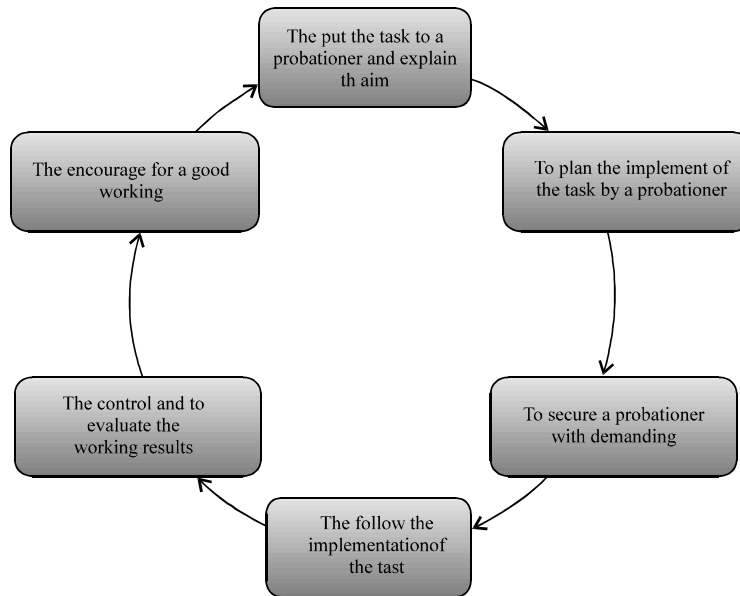 The put the task to a
probationer and explain
th aim
To plan the implement of
the task by a probationer
To secure a probationer
with demanding
The follow the
implementationof
the tast
The control and to
evaluate the
working results
The encourage for a good
working